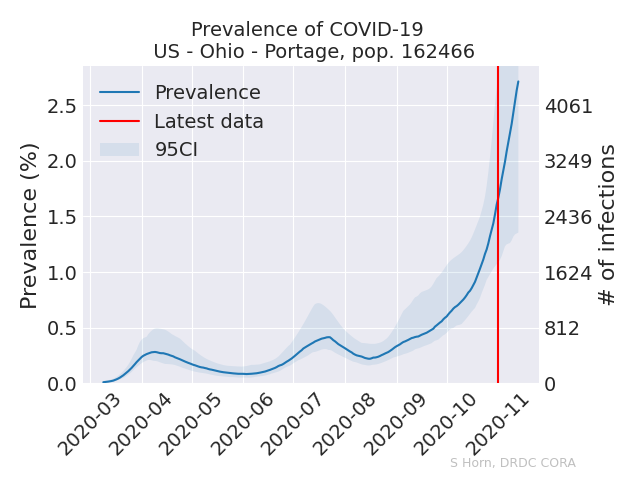 Prevalence of COVID-19
US - Ohio - Portage, pop. 162466
Prevalence
Latest data
95CI
Prevalence (%)
2.5
2.0
1.5
1.0
0.5
0.0
4061
3249
2436
1624
812
0
# of infections
2020-03
2020-04
2020-05
2020-06
2020-07
2020-08
2020-09
2020-10
2020-11
S Horn, DRDC CORA